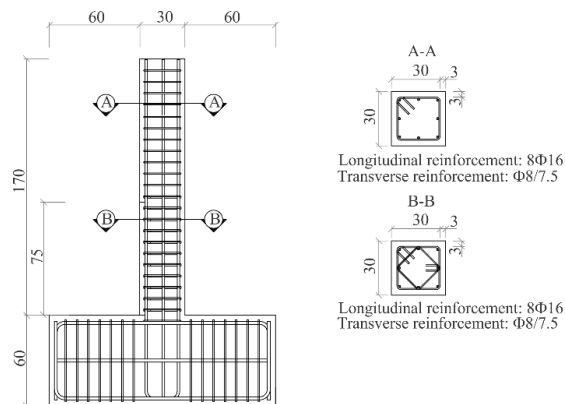 60 30 60
A A
170
B B
75
60
A-A
30 3
3
30
Longitudinal reinforcement: 8Φ16
Transverse reinforcement: Φ8/7.5
B-B
30 3
3
30
Longitudinal reinforcement: 8Φ16
Transverse reinforcement: Φ8/7.5